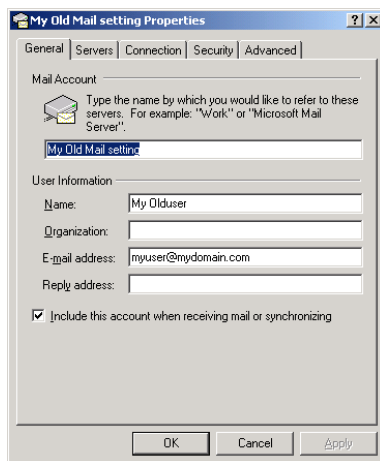 My Old Mail setting Properties
General Servers Connection Security Advanced
Mail Account
Type the name by which you would like to refer to these
servers. For example: "Work" or "Microsoft Mail
Server".
My Old Mail setting
User Information
Name: My Olduser
Organization:
E-mail address: myuser@mydomain.com
Reply address:
Include this account when receiving mail or synchronizing
OK Cancel Apply